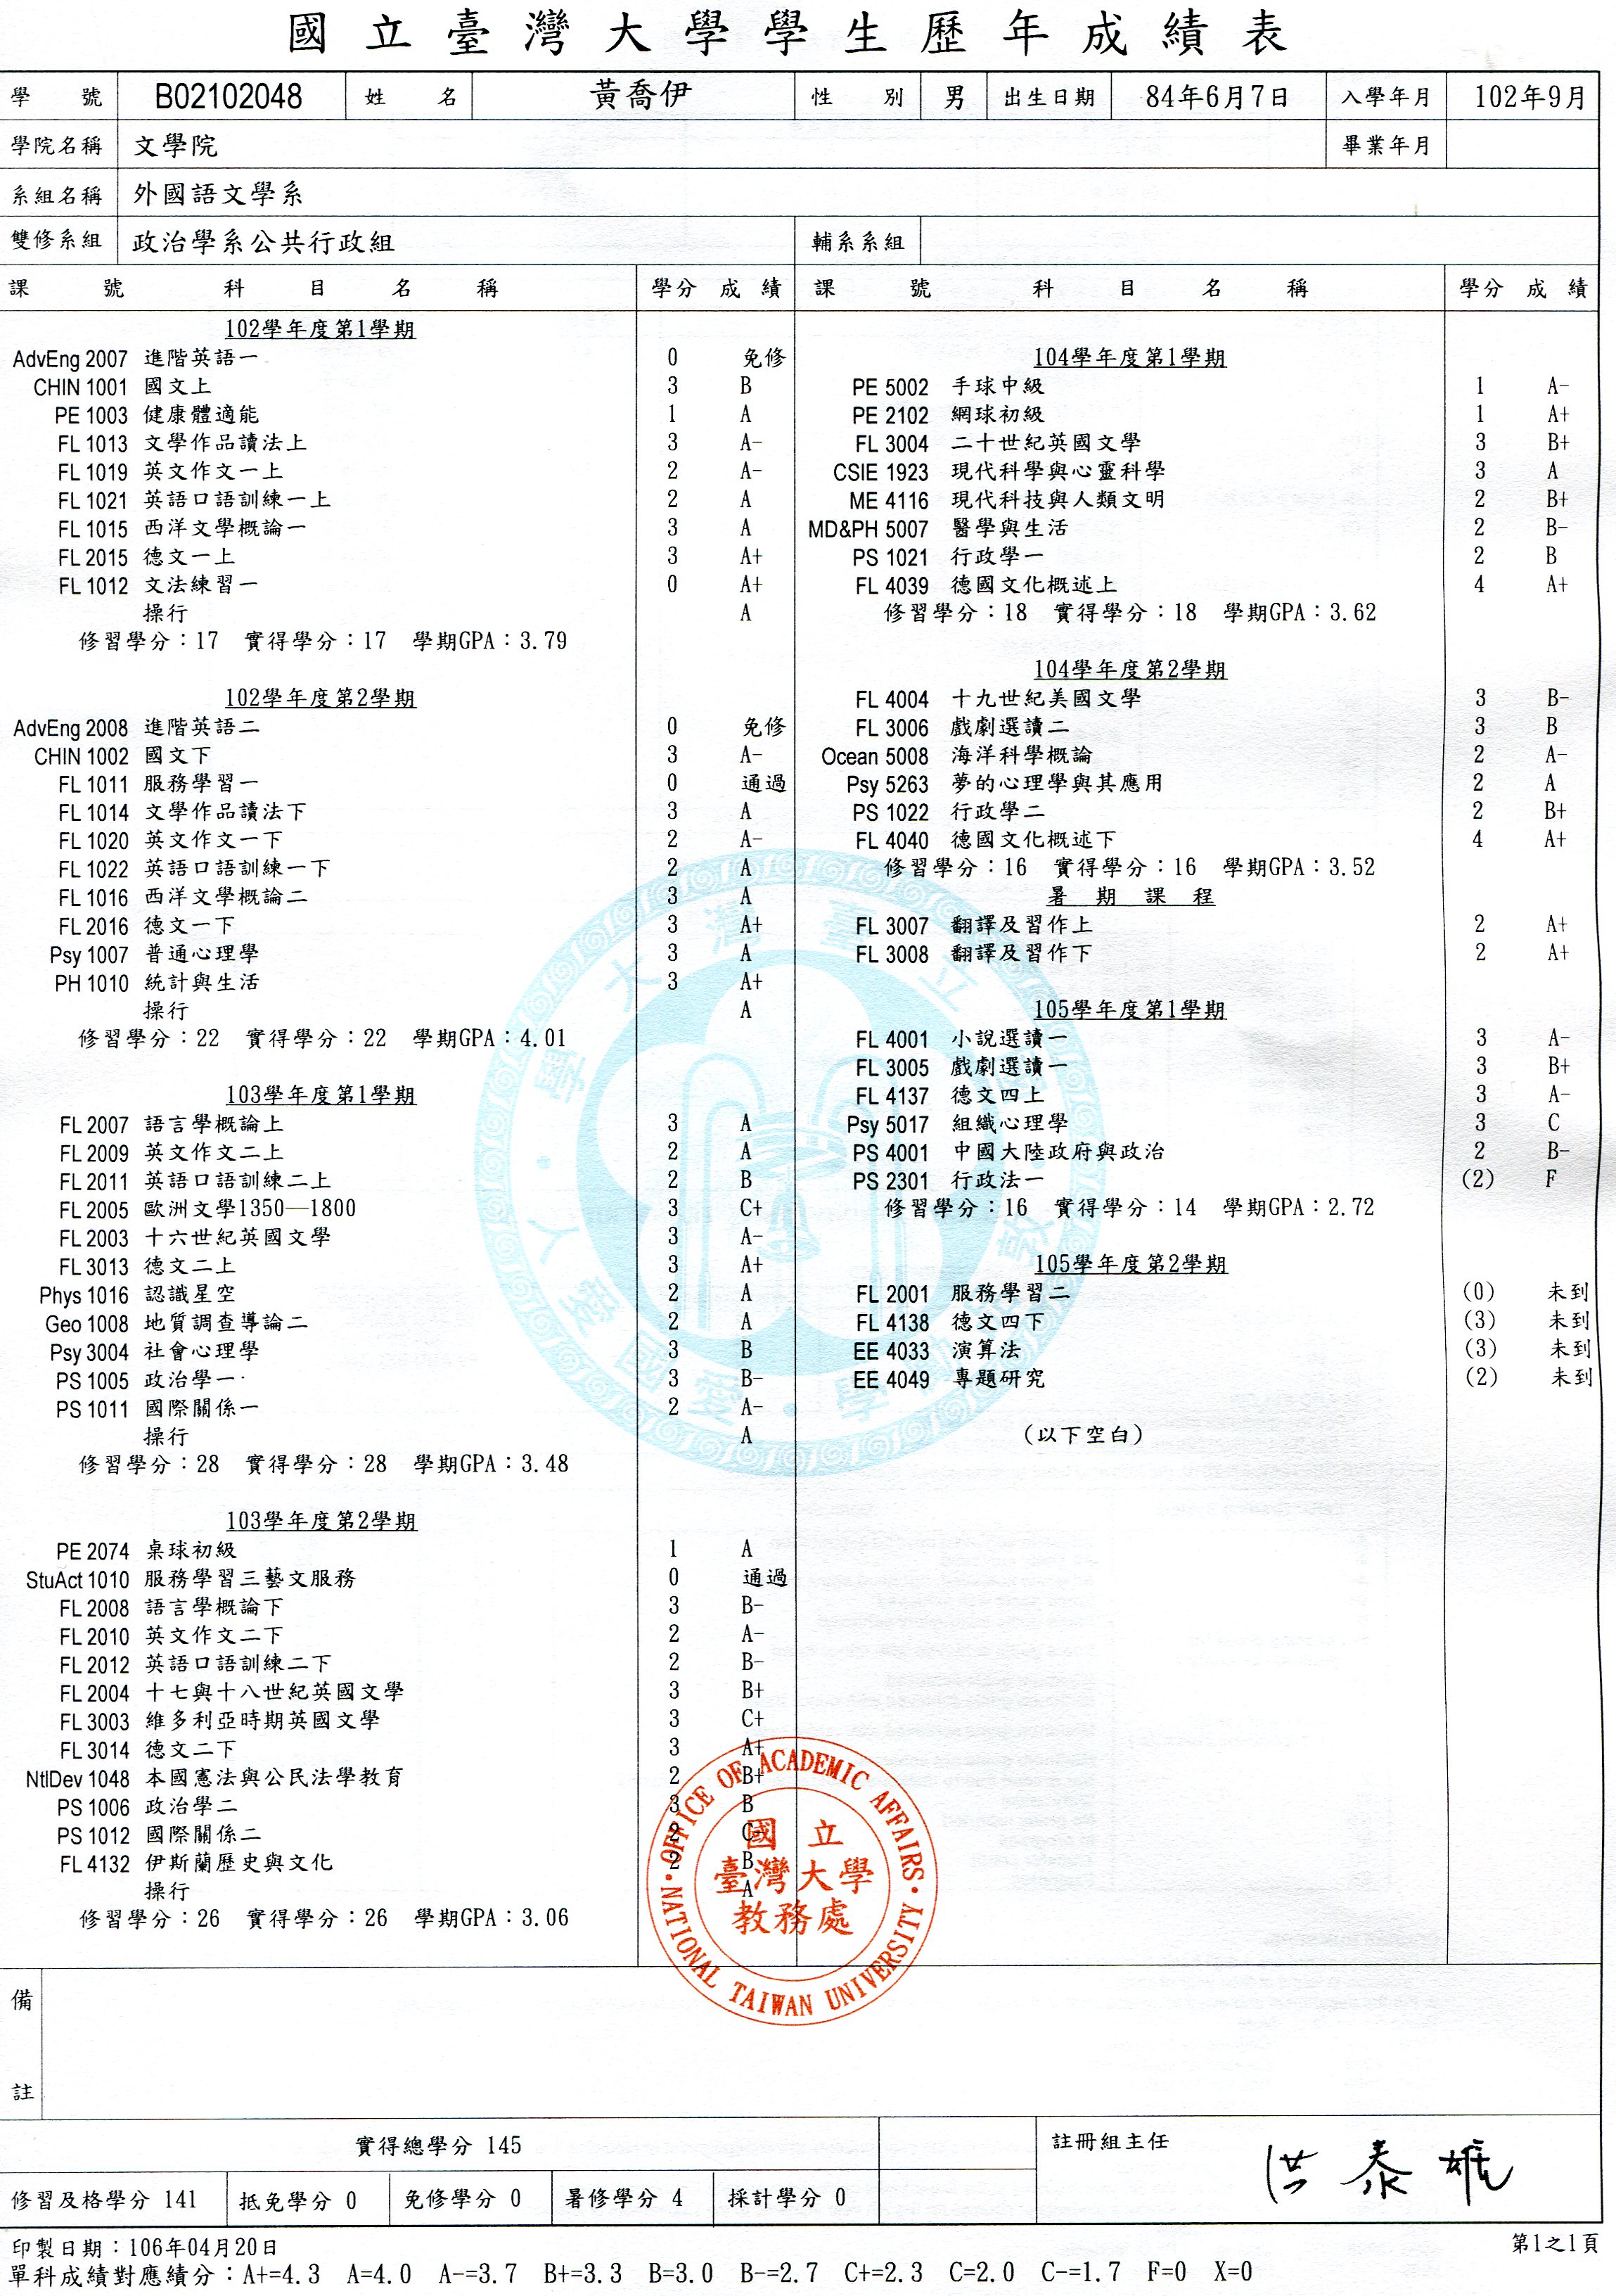 國立臺灣大學學生歷年成績表
學號 B02102048 姓名 黃喬伊 性別 男 出生日期 84年6月7日 入學年月 102年9月
學院名稱 文學院 畢業年月
系組名稱 外國語文學系
雙修系組 政治學系公共行政組 輔系系組
課號 科目名稱 學分 成績 課號 科目名稱 學分 成績
102學年度第1學期
AdvEng 2007 進階英語一 0 免修
CHIN 1001 國文上 3 B
PE 1003 健康體適能 1 A
FL 1013 文學作品讀法上 3 A-
FL 1019 英文作文一上 2 A-
FL 1021 英語口語訓練一上 2 A
FL 1015 西洋文學概論一 3 A
FL 2015 德文一上 3 A+
FL 1012 文法練習一 0 A+
操行 A
修習學分：17 實得學分：17 學期GPA：3.79
102學年度第2學期
AdvEng 2008 進階英語二 0 免修
CHIN 1002 國文下 3 A-
FL 1011 服務學習一 0 通過
FL 1014 文學作品讀法下 3 A
FL 1020 英文作文一下 2 A-
FL 1022 英語口語訓練一下 2 A
FL 1016 西洋文學概論二 3 A
FL 2016 德文一下 3 A+
Psy 1007 普通心理學 3 A
PH 1010 統計與生活 3 A+
操行 A
修習學分：22 實得學分：22 學期GPA：4.01
103學年度第1學期
FL 2007 語言學概論上 3 A
FL 2009 英文作文二上 2 A
FL 2011 英語口語訓練二上 2 B
FL 2005 歐洲文學1350—1800 3 C+
FL 2003 十六世紀英國文學 3 A-
FL 3013 德文二上 3 A+
Phys 1016 認識星空 2 A
Geo 1008 地質調查導論二 2 A
Psy 3004 社會心理學 3 B
PS 1005 政治學一 3 B-
PS 1011 國際關係一 2 A-
操行 A
修習學分：28 實得學分：28 學期GPA：3.48
103學年度第2學期
PE 2074 桌球初級 1 A
StuAct 1010 服務學習三藝文服務 0 通過
FL 2008 語言學概論下 3 B-
FL 2010 英文作文二下 2 A-
FL 2012 英語口語訓練二下 2 B-
FL 2004 十七與十八世紀英國文學 3 B+
FL 3003 維多利亞時期英國文學 3 C+
FL 3014 德文二下 3 A+
NtlDev 1048 本國憲法與公民法學教育 2 B+
PS 1006 政治學二 3 B
PS 1012 國際關係二 2 C-
FL 4132 伊斯蘭歷史與文化 2 B
操行 A
修習學分：26 實得學分：26 學期GPA：3.06
104學年度第1學期
PE 5002 手球中級 1 A-
PE 2102 網球初級 1 A+
FL 3004 二十世紀英國文學 3 B+
CSIE 1923 現代科學與心靈科學 3 A
ME 4116 現代科技與人類文明 2 B+
MD&PH 5007 醫學與生活 2 B-
PS 1021 行政學一 2 B
FL 4039 德國文化概述上 4 A+
修習學分：18 實得學分：18 學期GPA：3.62
104學年度第2學期
FL 4004 十九世紀美國文學 3 B-
FL 3006 戲劇選讀二 3 B
Ocean 5008 海洋科學概論 2 A-
Psy 5263 夢的心理學與其應用 2 A
PS 1022 行政學二 2 B+
FL 4040 德國文化概述下 4 A+
修習學分：16 實得學分：16 學期GPA：3.52
暑期課程
FL 3007 翻譯及習作上 2 A+
FL 3008 翻譯及習作下 2 A+
105學年度第1學期
FL 4001 小說選讀一 3 A-
FL 3005 戲劇選讀一 3 B+
FL 4137 德文四上 3 A-
Psy 5017 組織心理學 3 C
PS 4001 中國大陸政府與政治 2 B-
PS 2301 行政法一 (2) F
修習學分：16 實得學分：14 學期GPA：2.72
105學年度第2學期
FL 2001 服務學習二 (0) 未到
FL 4138 德文四下 (3) 未到
EE 4033 演算法 (3) 未到
EE 4049 專題研究 (2) 未到
(以下空白)
OFFICE OF ACADEMIC AFFAIRS
國立
臺灣大學
教務處
NATIONAL TAIWAN UNIVERSITY
備註
實得總學分 145 註冊組主任 洪泰雄
修習及格學分 141 抵免學分 0 免修學分 0 暑修學分 4 採計學分 0
印製日期：106年04月20日 第1之1頁
單科成績對應績分：A+=4.3 A=4.0 A-=3.7 B+=3.3 B=3.0 B-=2.7 C+=2.3 C=2.0 C-=1.7 F=0 X=0